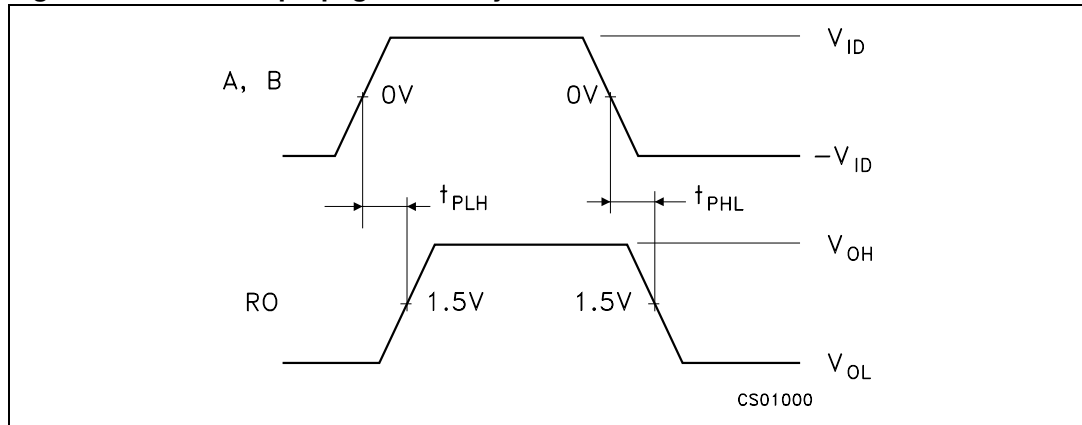 V_ID
A, B
0V 0V
-V_ID
t_PLH t_PHL
V_OH
RO
1.5V 1.5V
V_OL
CS01000